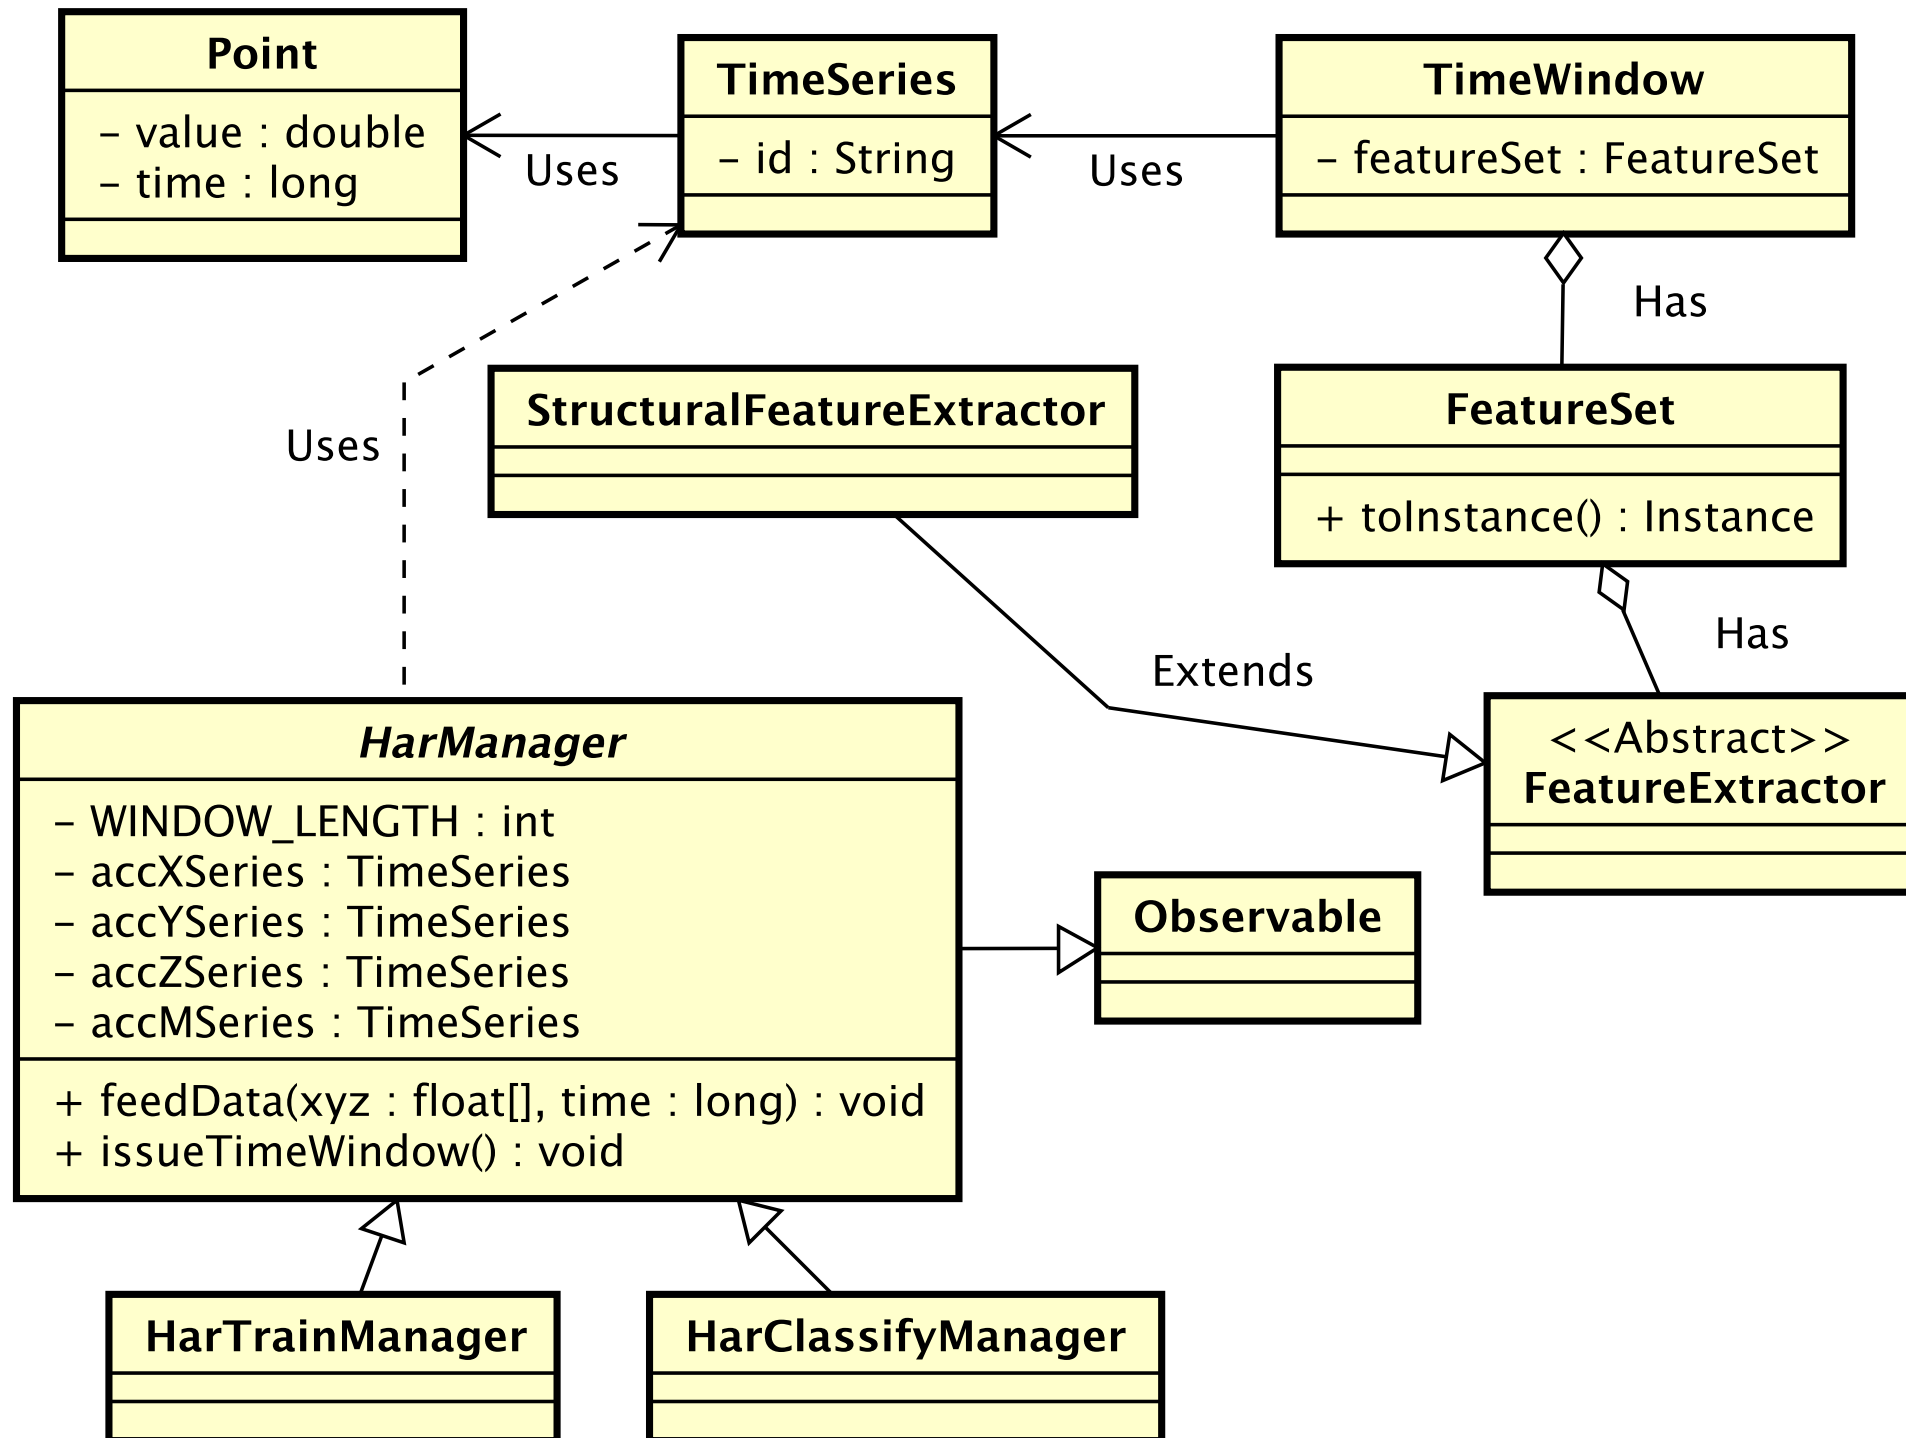 Point
– value : double
– time : long
Uses
TimeSeries
– id : String
Uses
TimeWindow
– featureSet : FeatureSet
Has
Uses
StructuralFeatureExtractor
FeatureSet
+ toInstance() : Instance
Has
Extends
<<Abstract>>
FeatureExtractor
HarManager
– WINDOW_LENGTH : int
– accXSeries : TimeSeries
– accYSeries : TimeSeries
– accZSeries : TimeSeries
– accMSeries : TimeSeries
+ feedData(xyz : float[], time : long) : void
+ issueTimeWindow() : void
Observable
HarTrainManager
HarClassifyManager